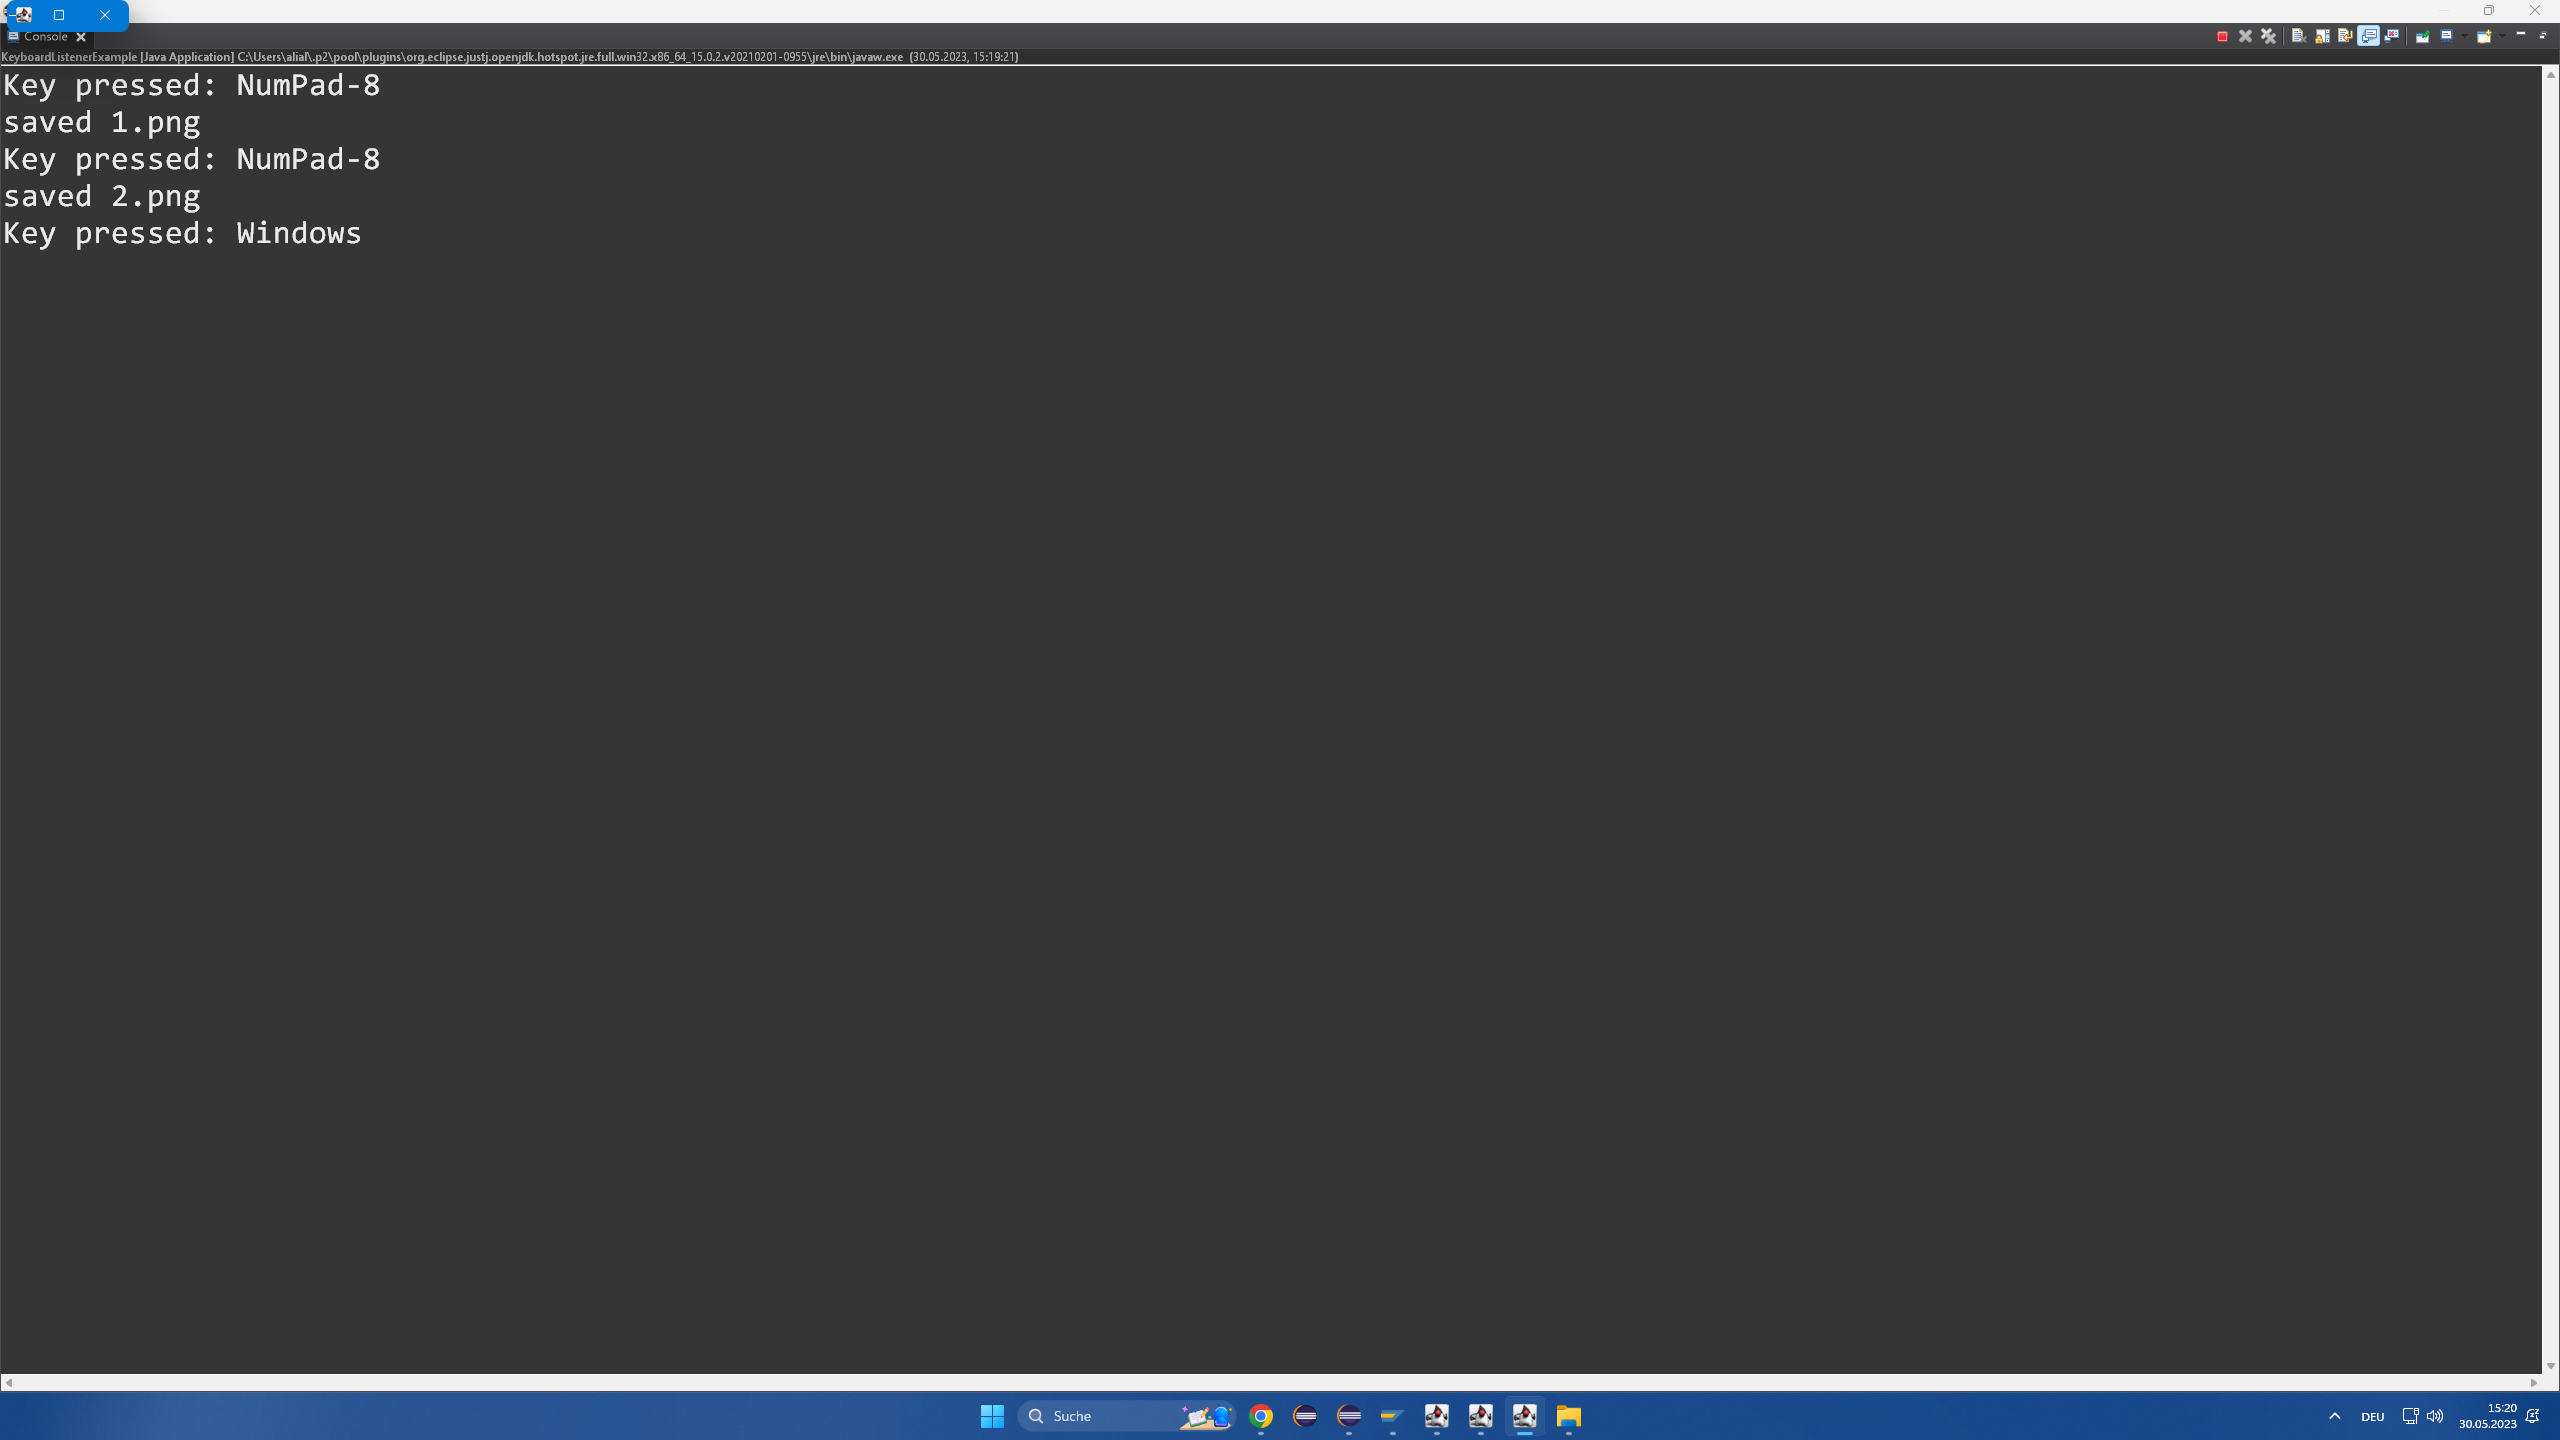 Console
KeyboardListenerExample [Java Application] C:\Users\alial\.p2\pool\plugins\org.eclipse.justj.openjdk.hotspot.jre.full.win32.x86_64_15.0.2.v20210201-0955\jre\bin\javaw.exe (30.05.2023, 15:19:21)
Key pressed: NumPad-8
saved 1.png
Key pressed: NumPad-8
saved 2.png
Key pressed: Windows
Suche
DEU
15:20
30.05.2023